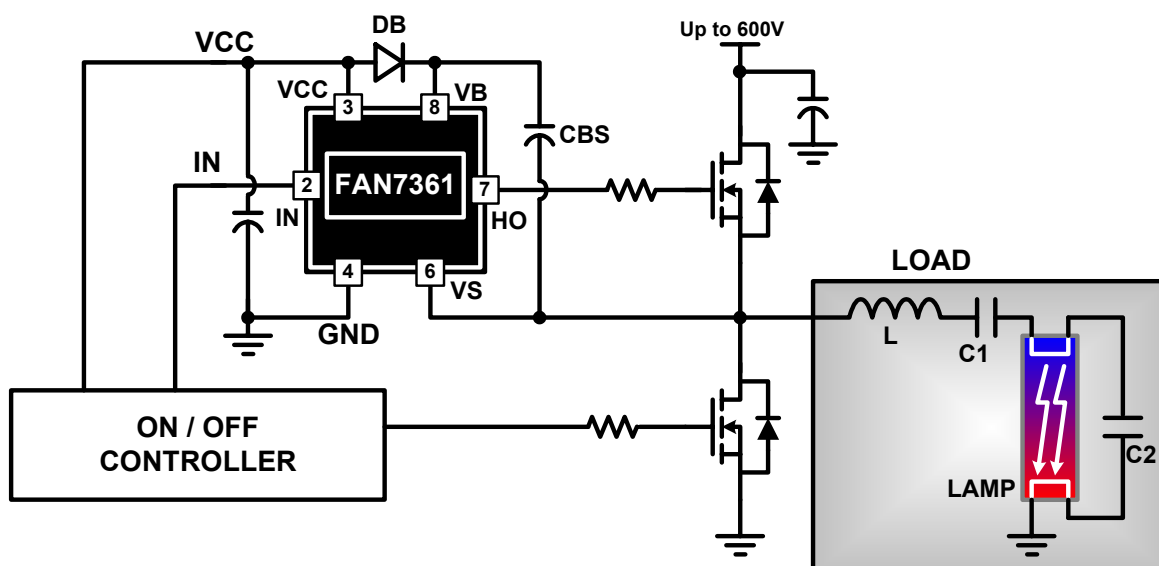 DB
Up to 600V
VCC
VCC
3
8
VB
CBS
IN
2
FAN7361
7
IN
HO
4
6
VS
GND
LOAD
L
C1
ON / OFF
CONTROLLER
C2
LAMP